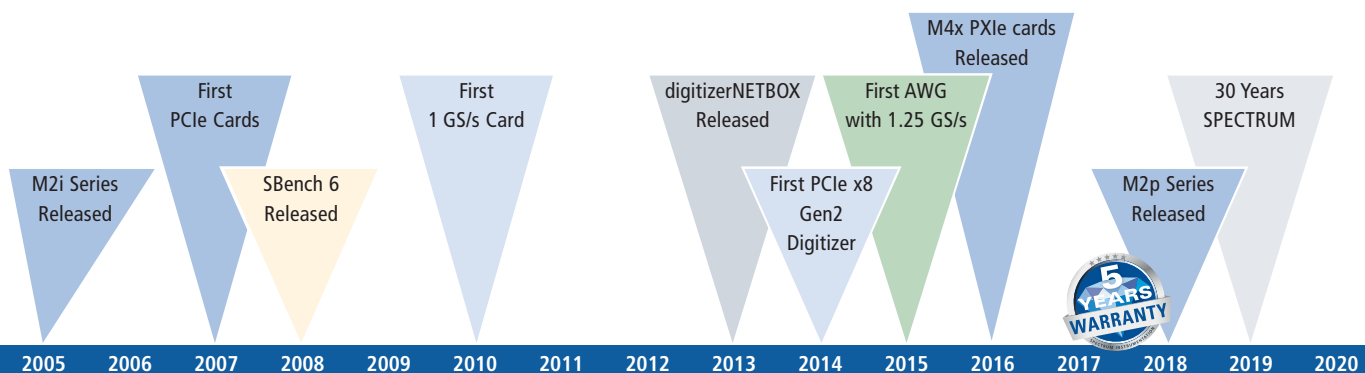 M2i Series
Released
First
PCIe Cards
SBench 6
Released
First
1 GS/s Card
digitizerNETBOX
Released
First PCIe x8
Gen2
Digitizer
First AWG
with 1.25 GS/s
M4x PXIe cards
Released
5
YEARS
WARRANTY
SPECTRUM INSTRUMENTATION
M2p Series
Released
30 Years
SPECTRUM
2005 2006 2007 2008 2009 2010 2011 2012 2013 2014 2015 2016 2017 2018 2019 2020